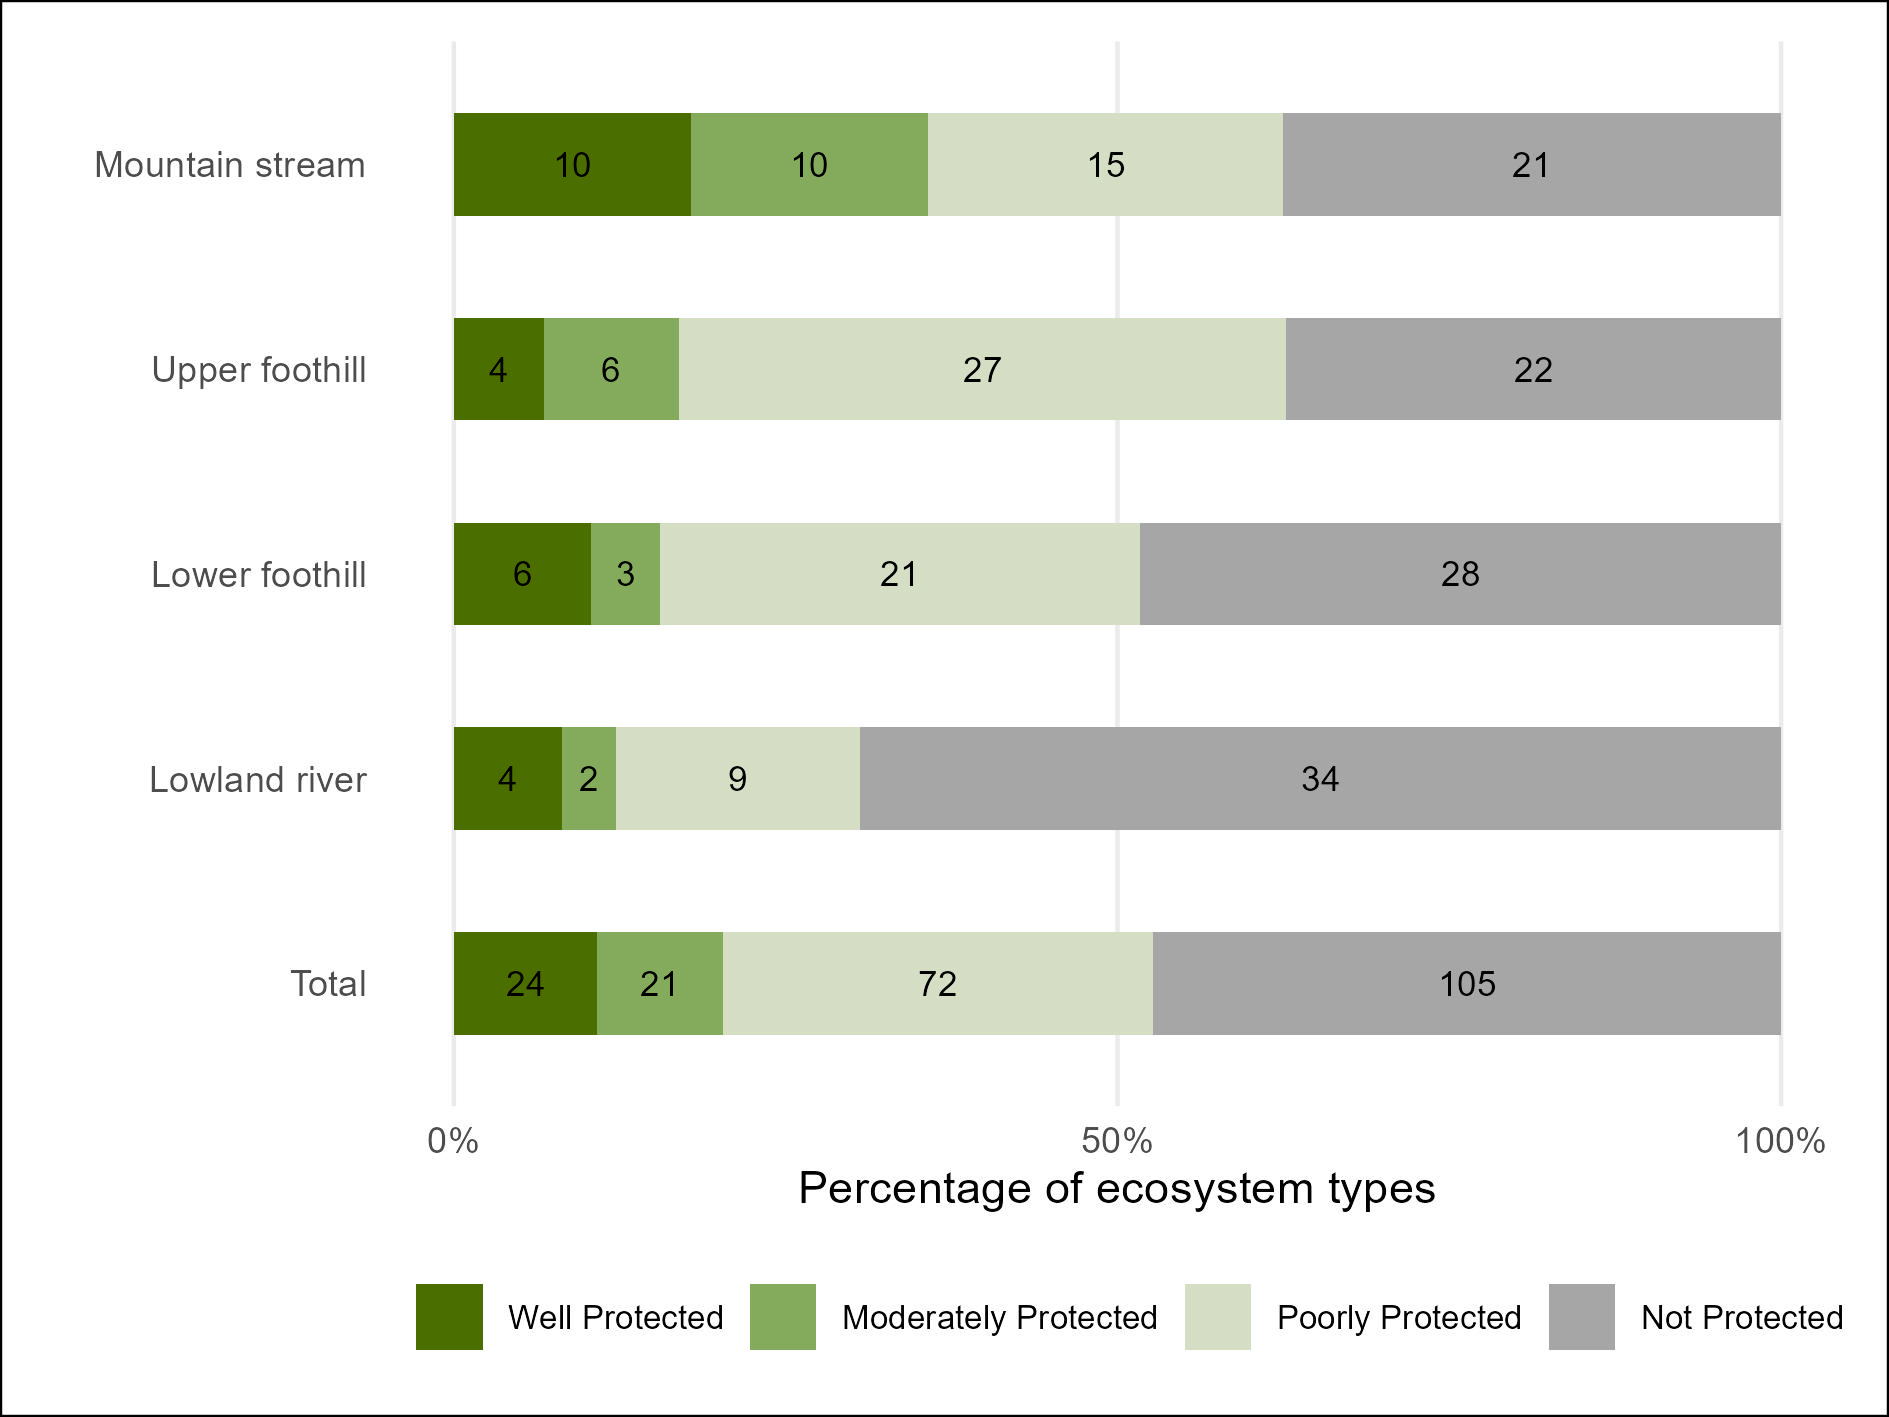 Mountain stream 10 10 15 21
Upper foothill 4 6 27 22
Lower foothill 6 3 21 28
Lowland river 4 2 9 34
Total 24 21 72 105
0% 50% 100%
Percentage of ecosystem types
Well Protected Moderately Protected Poorly Protected Not Protected